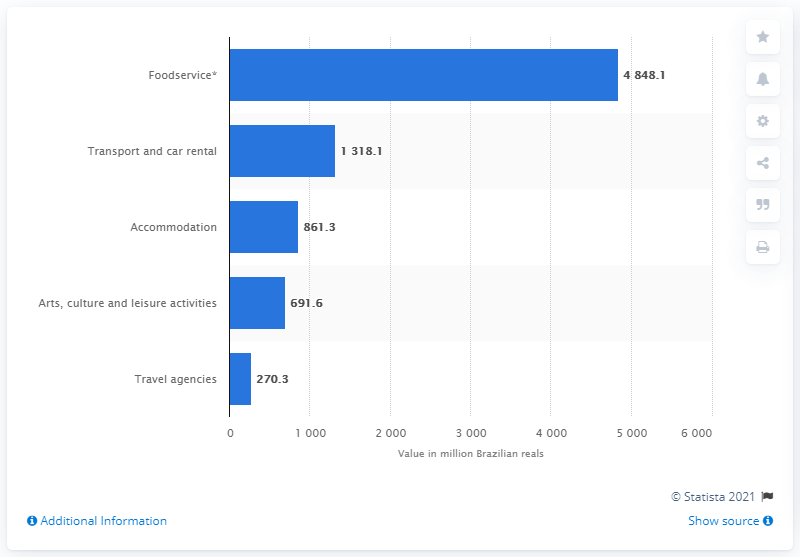 Foodservice*
4 848.1
Transport and car rental
1 318.1
Accommodation
861.3
Arts, culture and leisure activities
691.6
Travel agencies
270.3
0 1 000 2 000 3 000 4 000 5 000 6 000
Value in million Brazilian reals
© Statista 2021
Additional Information
Show source